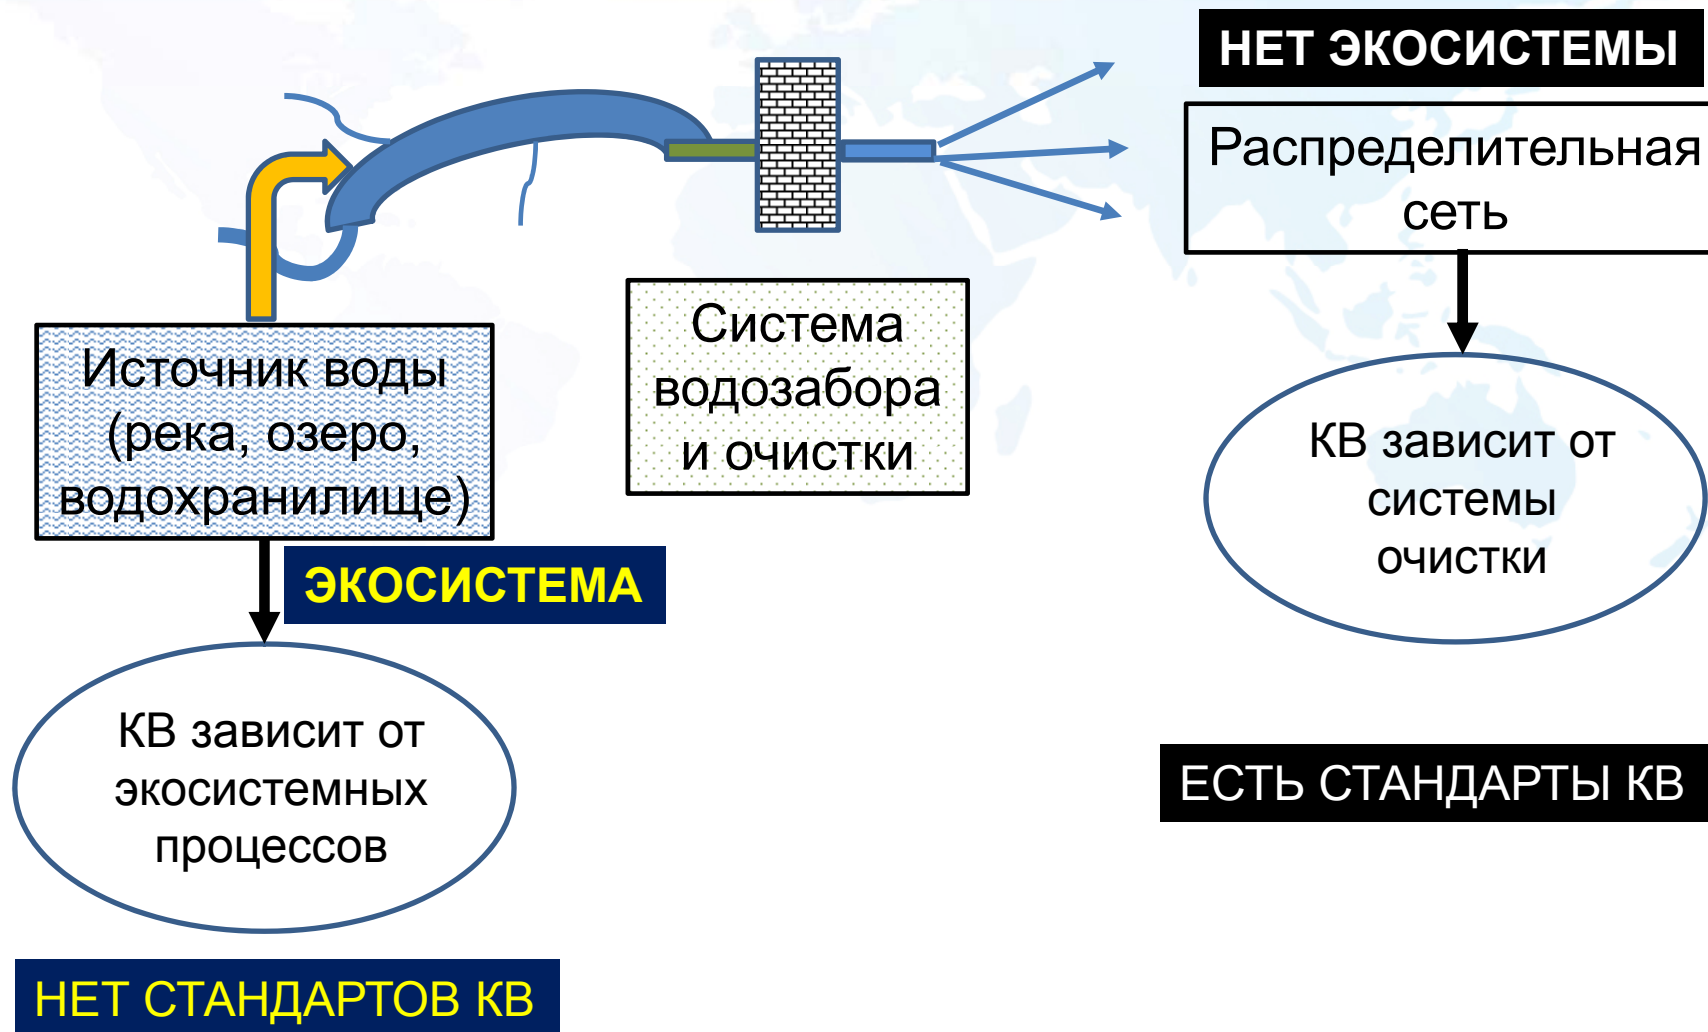 НЕТ ЭКОСИСТЕМЫ
Распределительная
сеть
Система
водозабора
и очистки
Источник воды
(река, озеро,
водохранилище)
ЭКОСИСТЕМА
КВ зависит от
системы
очистки
КВ зависит от
экосистемных
процессов
ЕСТЬ СТАНДАРТЫ КВ
НЕТ СТАНДАРТОВ КВ